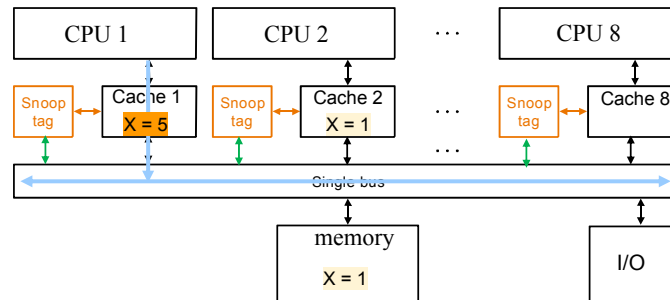 CPU 1
CPU 2
...
CPU 8
Snoop
tag
Cache 1
X = 5
Snoop
tag
Cache 2
X = 1
...
...
Snoop
tag
Cache 8
Single bus
memory
X = 1
I/O